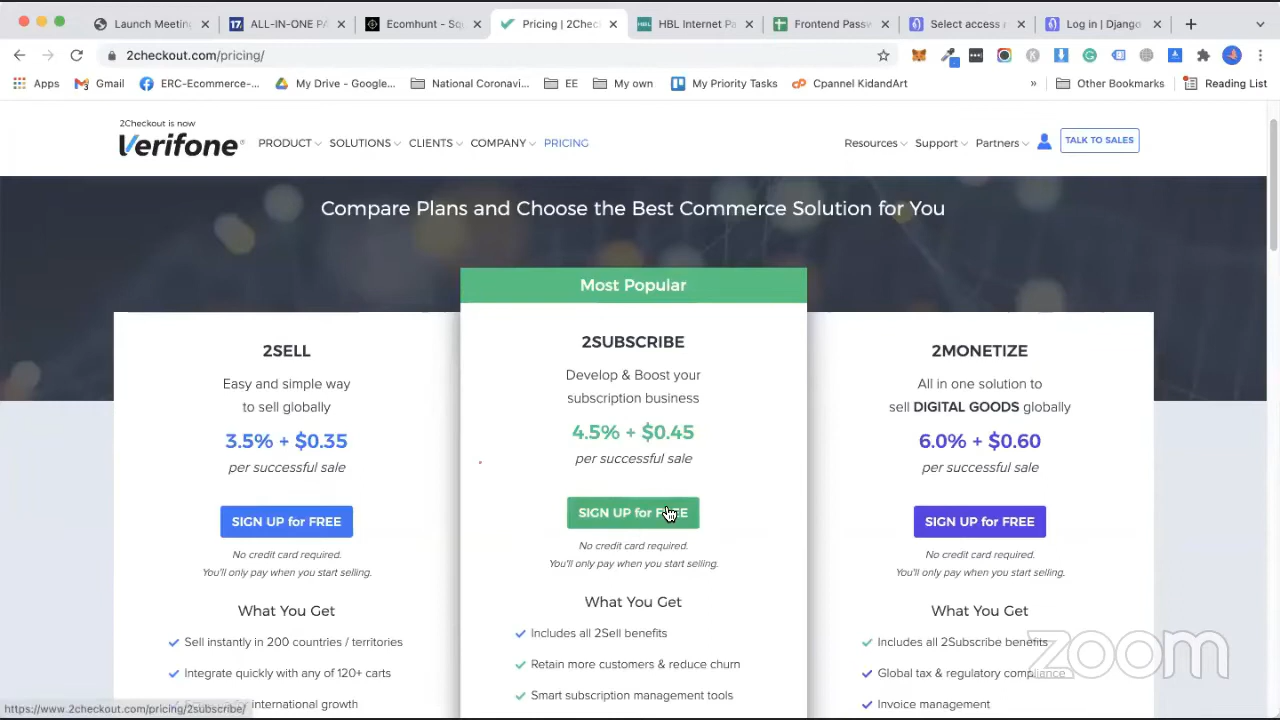 Launch Meetin
ALL-IN-ONE PA
Ecomhunt - Sq
Pricing | 2Chec
HBL Internet Pa
Frontend Passw
Select access r
Log in | Django
2checkout.com/pricing/
Apps
Gmail
ERC-Ecommerce-...
My Drive - Google...
National Coronavi...
EE
My own
My Priority Tasks
Cpannel KidandArt
»
Other Bookmarks
Reading List
2Checkout is now
Verifone
PRODUCT
SOLUTIONS
CLIENTS
COMPANY
PRICING
Resources
Support
Partners
TALK TO SALES
Compare Plans and Choose the Best Commerce Solution for You
2SELL
Easy and simple way
to sell globally
3.5% + $0.35
per successful sale
SIGN UP for FREE
No credit card required.
You'll only pay when you start selling.
What You Get
Sell instantly in 200 countries / territories
Integrate quickly with any of 120+ carts
international growth
Most Popular
2SUBSCRIBE
Develop & Boost your
subscription business
4.5% + $0.45
per successful sale
SIGN UP for FREE
No credit card required.
You'll only pay when you start selling.
What You Get
Includes all 2Sell benefits
Retain more customers & reduce churn
Smart subscription management tools
2MONETIZE
All in one solution to
sell DIGITAL GOODS globally
6.0% + $0.60
per successful sale
SIGN UP for FREE
No credit card required.
You'll only pay when you start selling.
What You Get
Includes all 2Subscribe benefits
Global tax & regulatory compliance
Invoice management
zoom
https://www.2checkout.com/pricing/2subscribe/